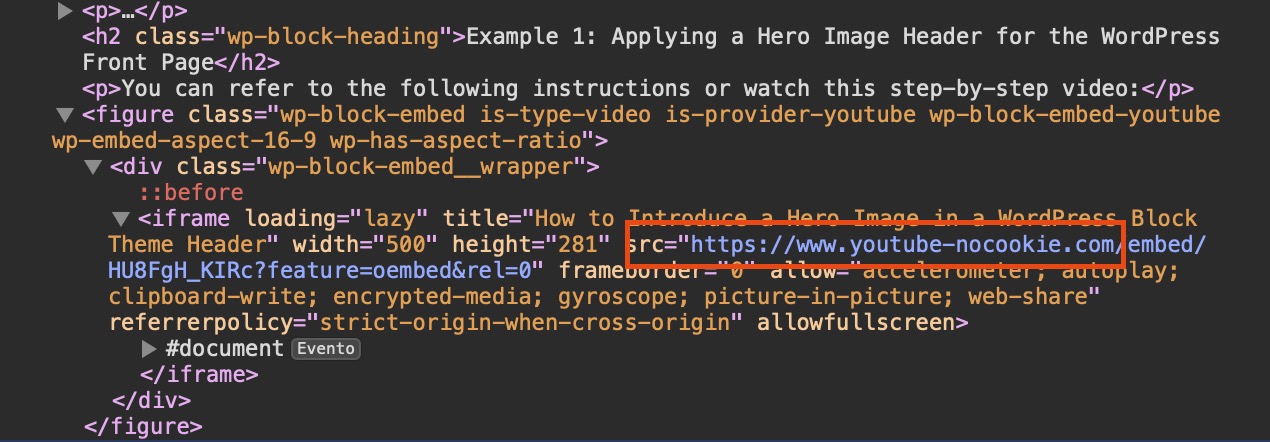 <p>…</p>
<h2 class="wp-block-heading">Example 1: Applying a Hero Image Header for the WordPress
Front Page</h2>
<p>You can refer to the following instructions or watch this step-by-step video:</p>
<figure class="wp-block-embed is-type-video is-provider-youtube wp-block-embed-youtube
wp-embed-aspect-16-9 wp-has-aspect-ratio">
<div class="wp-block-embed__wrapper">
::before
<iframe loading="lazy" title="How to Introduce a Hero Image in a WordPress Block
Theme Header" width="500" height="281" src="https://www.youtube-nocookie.com/embed/
HU8FgH_KIRc?feature=oembed&rel=0" frameborder="0" allow="accelerometer; autoplay;
clipboard-write; encrypted-media; gyroscope; picture-in-picture; web-share"
referrerpolicy="strict-origin-when-cross-origin" allowfullscreen>
#document Evento
</iframe>
</div>
</figure>